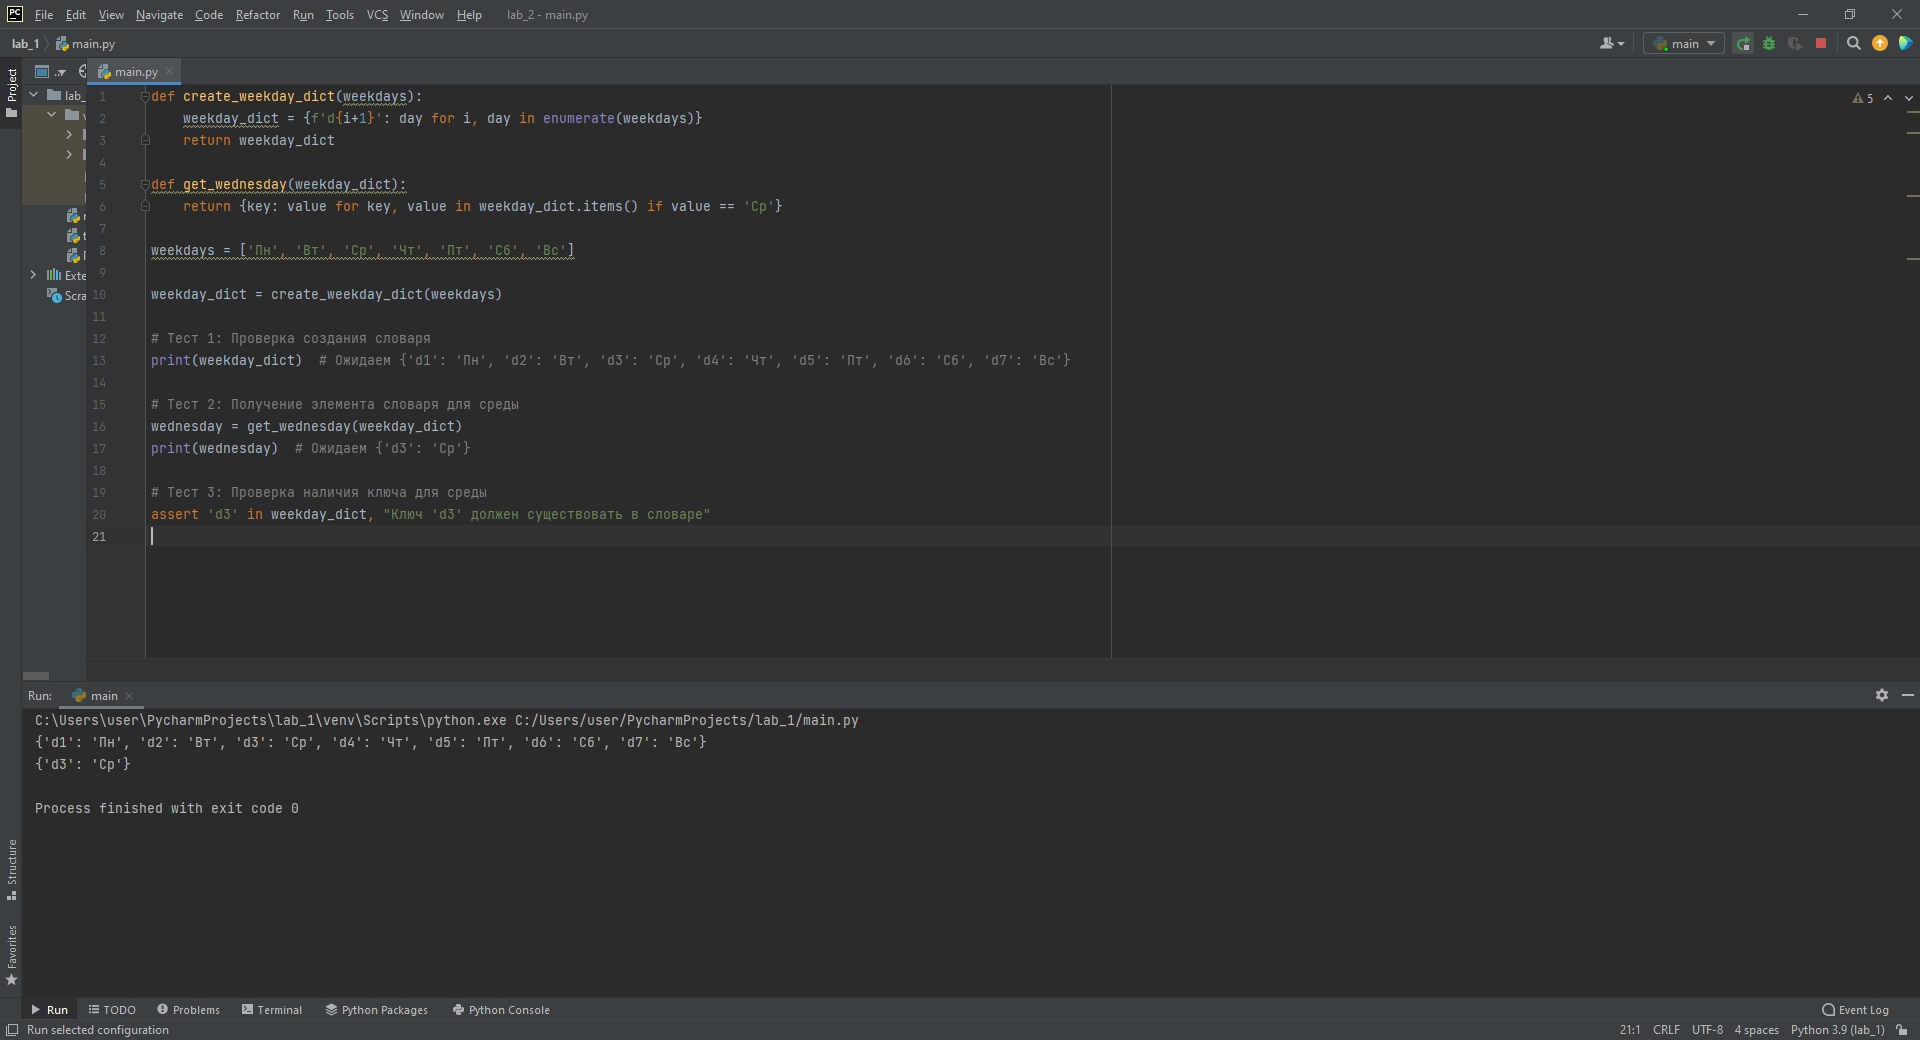 PC File Edit View Navigate Code Refactor Run Tools VCS Window Help lab_2 - main.py
lab_1 main.py main
Project
main.py
lab_
Exte
Scra
5
1 def create_weekday_dict(weekdays):
2 weekday_dict = {f'd{i+1}': day for i, day in enumerate(weekdays)}
3 return weekday_dict
4
5 def get_wednesday(weekday_dict):
6 return {key: value for key, value in weekday_dict.items() if value == 'Ср'}
7
8 weekdays = ['Пн', 'Вт', 'Ср', 'Чт', 'Пт', 'Сб', 'Вс']
9
10 weekday_dict = create_weekday_dict(weekdays)
11
12 # Тест 1: Проверка создания словаря
13 print(weekday_dict)  # Ожидаем {'d1': 'Пн', 'd2': 'Вт', 'd3': 'Ср', 'd4': 'Чт', 'd5': 'Пт', 'd6': 'Сб', 'd7': 'Вс'}
14
15 # Тест 2: Получение элемента словаря для среды
16 wednesday = get_wednesday(weekday_dict)
17 print(wednesday)  # Ожидаем {'d3': 'Ср'}
18
19 # Тест 3: Проверка наличия ключа для среды
20 assert 'd3' in weekday_dict, "Ключ 'd3' должен существовать в словаре"
21
Run: main
C:\Users\user\PycharmProjects\lab_1\venv\Scripts\python.exe C:/Users/user/PycharmProjects/lab_1/main.py
{'d1': 'Пн', 'd2': 'Вт', 'd3': 'Ср', 'd4': 'Чт', 'd5': 'Пт', 'd6': 'Сб', 'd7': 'Вс'}
{'d3': 'Ср'}
Process finished with exit code 0
Structure
Favorites
Run TODO Problems Terminal Python Packages Python Console Event Log
Run selected configuration 21:1 CRLF UTF-8 4 spaces Python 3.9 (lab_1)